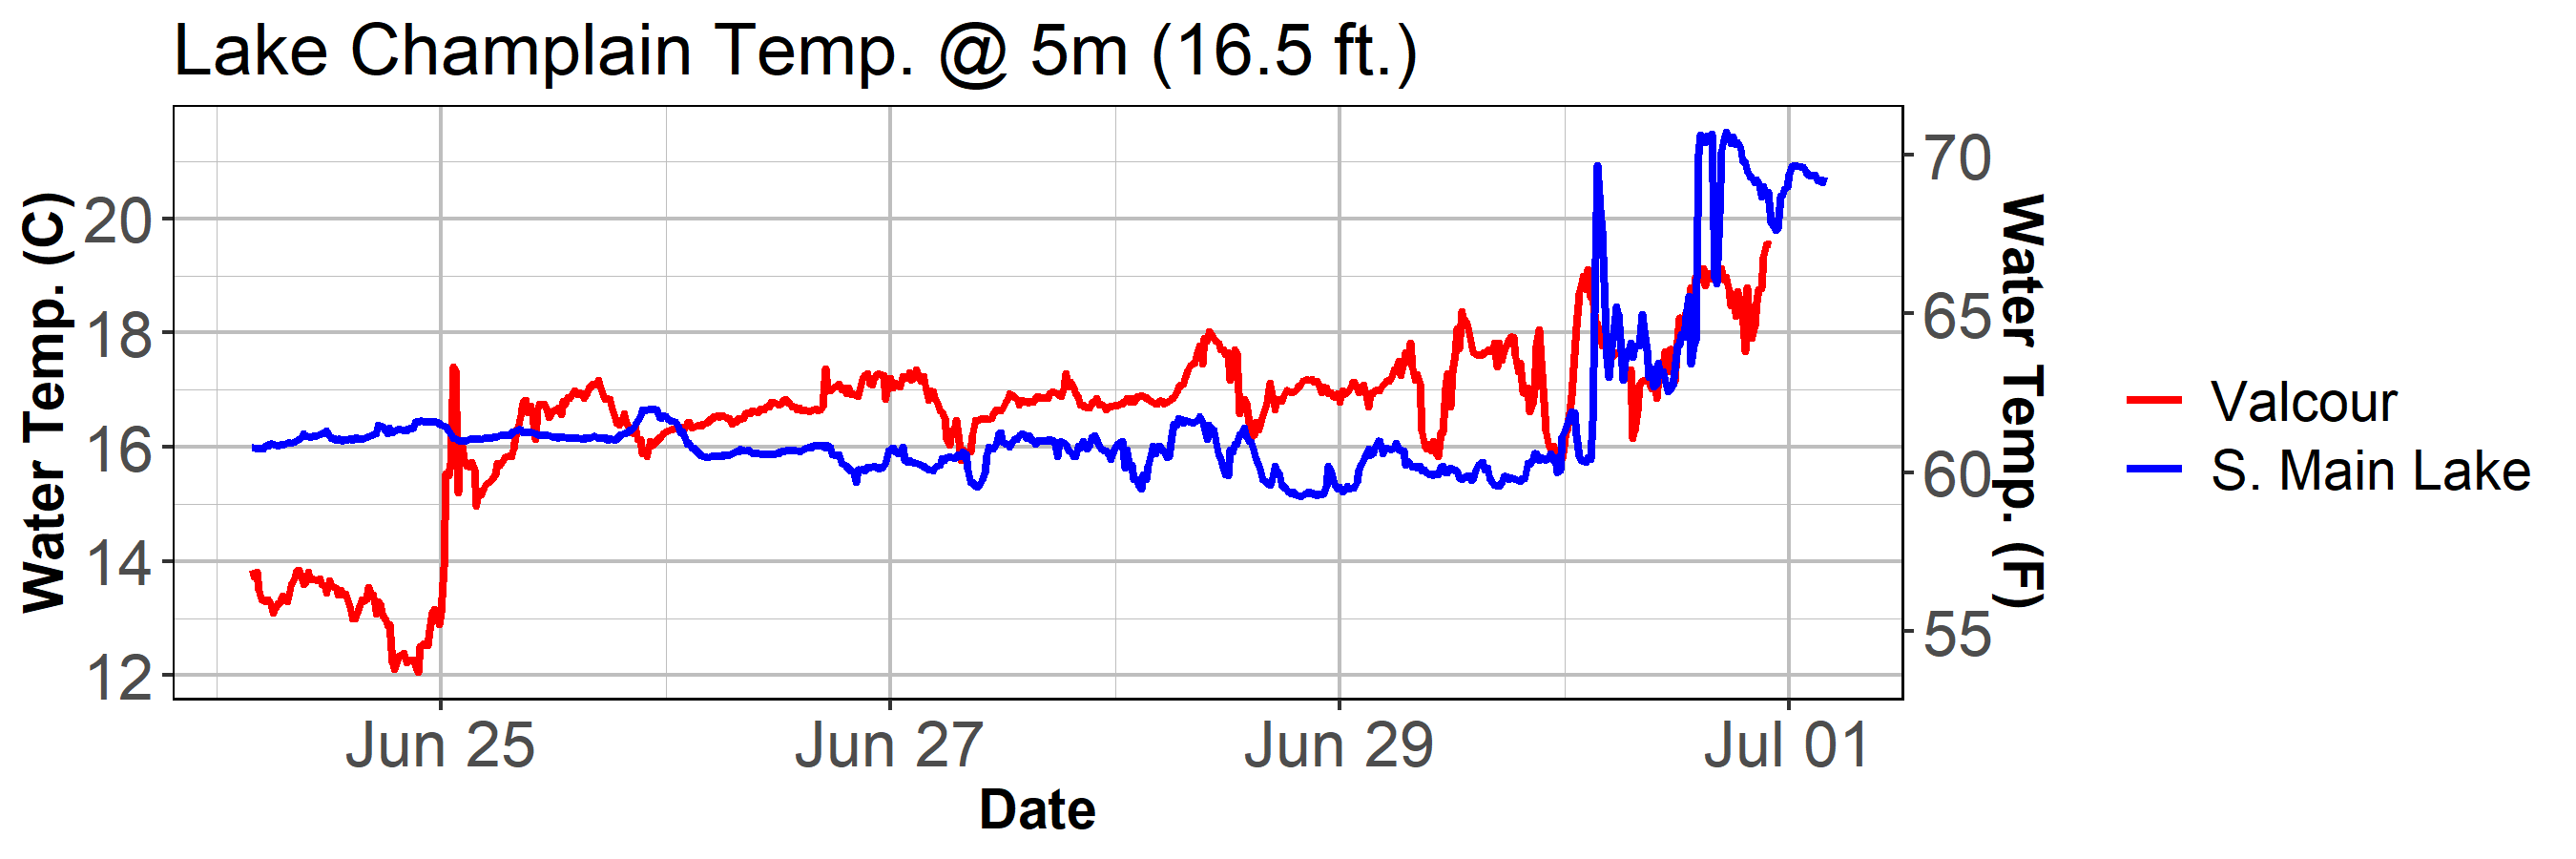 Lake Champlain Temp. @ 5m (16.5 ft.)
Water Temp. (C)
20
18
16
14
12
70
65
60
55
Water Temp. (F)
Jun 25
Jun 27
Jun 29
Jul 01
Date
Valcour
S. Main Lake